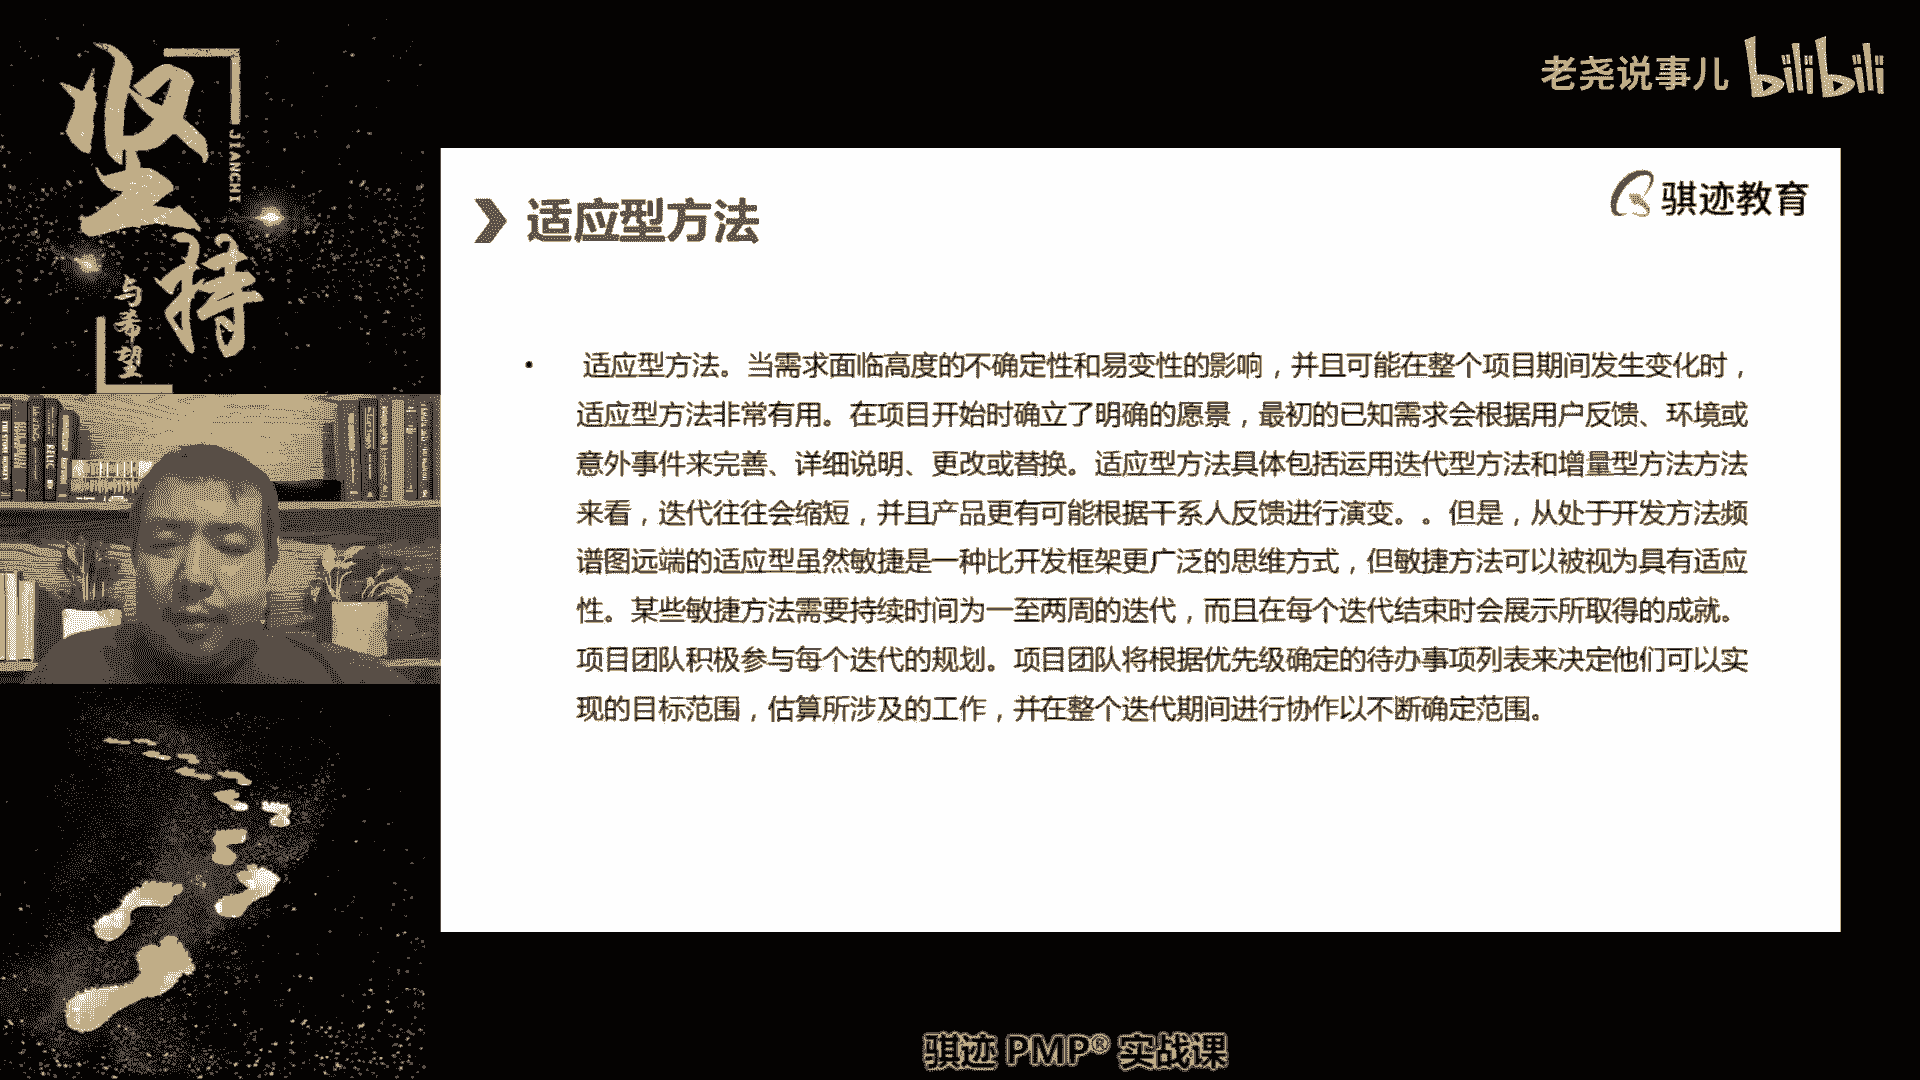 坚持
JIANCHI
与希望
老尧说事儿 bilibili
骐迹教育
适应型方法
• 适应型方法。当需求面临高度的不确定性和易变性的影响，并且可能在整个项目期间发生变化时，
适应型方法非常有用。在项目开始时确立了明确的愿景，最初的已知需求会根据用户反馈、环境或
意外事件来完善、详细说明、更改或替换。适应型方法具体包括运用迭代型方法和增量型方法方法
来看，迭代往往会缩短，并且产品更有可能根据干系人反馈进行演变。。但是，从处于开发方法频
谱图远端的适应型虽然敏捷是一种比开发框架更广泛的思维方式，但敏捷方法可以被视为具有适应
性。某些敏捷方法需要持续时间为一至两周的迭代，而且在每个迭代结束时会展示所取得的成就。
项目团队积极参与每个迭代的规划。项目团队将根据优先级确定的待办事项列表来决定他们可以实
现的目标范围，估算所涉及的工作，并在整个迭代期间进行协作以不断确定范围。
骐迹 PMP® 实战课